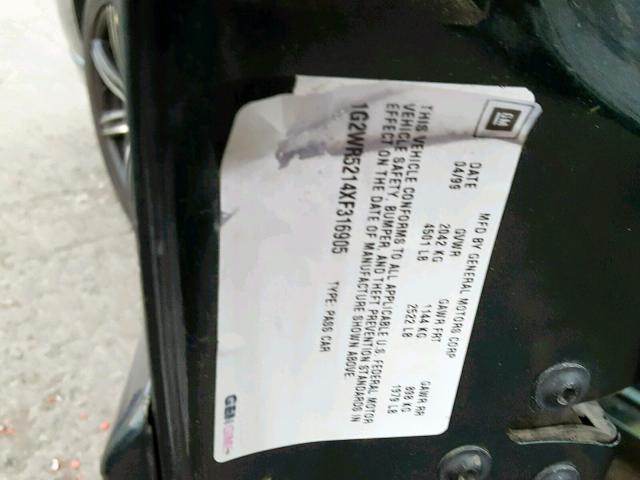 GM
MFD BY GENERAL MOTORS CORP
DATE GVWR GAWR FRT GAWR RR
04/99 2042 KG 1144 KG 898 KG
4501 LB 2522 LB 1979 LB
THIS VEHICLE CONFORMS TO ALL APPLICABLE U.S. FEDERAL MOTOR
VEHICLE SAFETY, BUMPER, AND THEFT PREVENTION STANDARDS IN
EFFECT ON THE DATE OF MANUFACTURE SHOWN ABOVE.
1G2WR5214XF316905 TYPE: PASS CAR